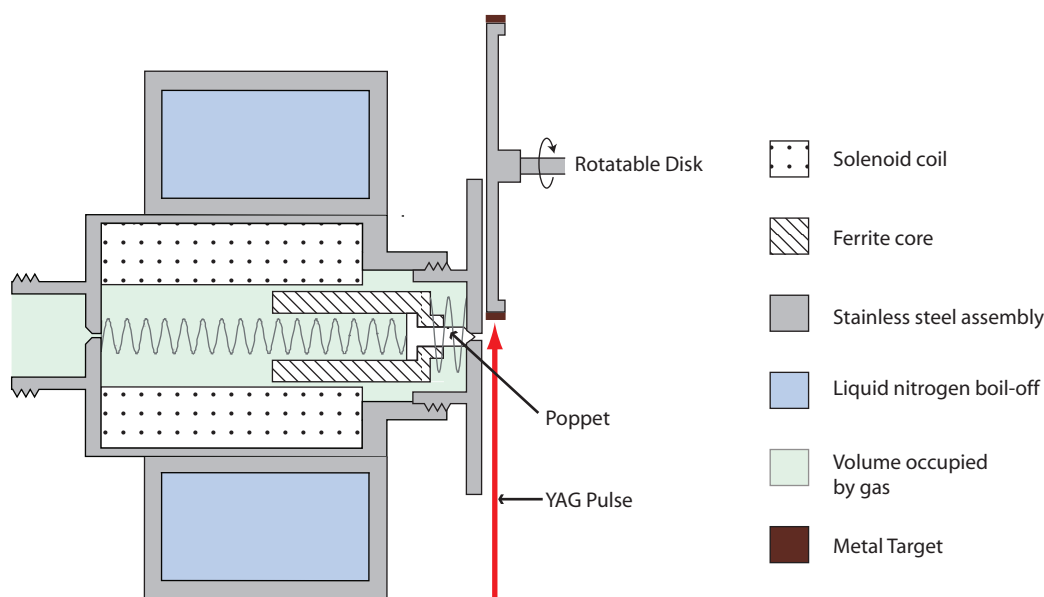 Rotatable Disk
Poppet
YAG Pulse
Solenoid coil
Ferrite core
Stainless steel assembly
Liquid nitrogen boil-off
Volume occupied
by gas
Metal Target